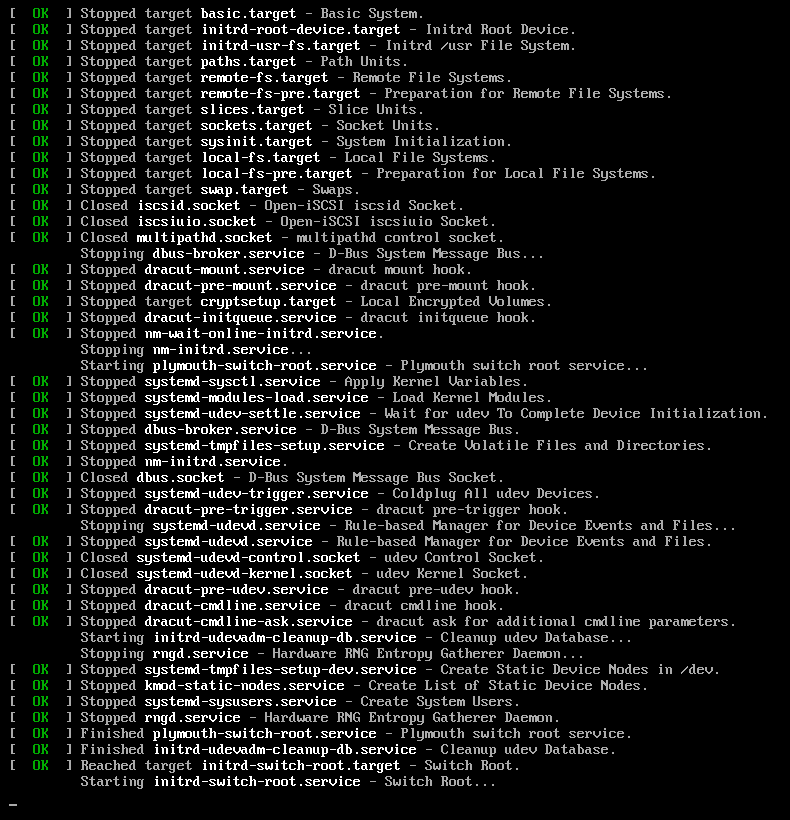 [  OK  ] Stopped target basic.target - Basic System.
[  OK  ] Stopped target initrd-root-device.target - Initrd Root Device.
[  OK  ] Stopped target initrd-usr-fs.target - Initrd /usr File System.
[  OK  ] Stopped target paths.target - Path Units.
[  OK  ] Stopped target remote-fs.target - Remote File Systems.
[  OK  ] Stopped target remote-fs-pre.target - Preparation for Remote File Systems.
[  OK  ] Stopped target slices.target - Slice Units.
[  OK  ] Stopped target sockets.target - Socket Units.
[  OK  ] Stopped target sysinit.target - System Initialization.
[  OK  ] Stopped target local-fs.target - Local File Systems.
[  OK  ] Stopped target local-fs-pre.target - Preparation for Local File Systems.
[  OK  ] Stopped target swap.target - Swaps.
[  OK  ] Closed iscsid.socket - Open-iSCSI iscsid Socket.
[  OK  ] Closed iscsiuio.socket - Open-iSCSI iscsiuio Socket.
[  OK  ] Closed multipathd.socket - multipathd control socket.
         Stopping dbus-broker.service - D-Bus System Message Bus...
[  OK  ] Stopped dracut-mount.service - dracut mount hook.
[  OK  ] Stopped dracut-pre-mount.service - dracut pre-mount hook.
[  OK  ] Stopped target cryptsetup.target - Local Encrypted Volumes.
[  OK  ] Stopped dracut-initqueue.service - dracut initqueue hook.
[  OK  ] Stopped nm-wait-online-initrd.service.
         Stopping nm-initrd.service...
         Starting plymouth-switch-root.service - Plymouth switch root service...
[  OK  ] Stopped systemd-sysctl.service - Apply Kernel Variables.
[  OK  ] Stopped systemd-modules-load.service - Load Kernel Modules.
[  OK  ] Stopped systemd-udev-settle.service - Wait for udev To Complete Device Initialization.
[  OK  ] Stopped dbus-broker.service - D-Bus System Message Bus.
[  OK  ] Stopped systemd-tmpfiles-setup.service - Create Volatile Files and Directories.
[  OK  ] Stopped nm-initrd.service.
[  OK  ] Closed dbus.socket - D-Bus System Message Bus Socket.
[  OK  ] Stopped systemd-udev-trigger.service - Coldplug All udev Devices.
[  OK  ] Stopped dracut-pre-trigger.service - dracut pre-trigger hook.
         Stopping systemd-udevd.service - Rule-based Manager for Device Events and Files...
[  OK  ] Stopped systemd-udevd.service - Rule-based Manager for Device Events and Files.
[  OK  ] Closed systemd-udevd-control.socket - udev Control Socket.
[  OK  ] Closed systemd-udevd-kernel.socket - udev Kernel Socket.
[  OK  ] Stopped dracut-pre-udev.service - dracut pre-udev hook.
[  OK  ] Stopped dracut-cmdline.service - dracut cmdline hook.
[  OK  ] Stopped dracut-cmdline-ask.service - dracut ask for additional cmdline parameters.
         Starting initrd-udevadm-cleanup-db.service - Cleanup udev Database...
         Stopping rngd.service - Hardware RNG Entropy Gatherer Daemon...
[  OK  ] Stopped systemd-tmpfiles-setup-dev.service - Create Static Device Nodes in /dev.
[  OK  ] Stopped kmod-static-nodes.service - Create List of Static Device Nodes.
[  OK  ] Stopped systemd-sysusers.service - Create System Users.
[  OK  ] Stopped rngd.service - Hardware RNG Entropy Gatherer Daemon.
[  OK  ] Finished plymouth-switch-root.service - Plymouth switch root service.
[  OK  ] Finished initrd-udevadm-cleanup-db.service - Cleanup udev Database.
[  OK  ] Reached target initrd-switch-root.target - Switch Root.
         Starting initrd-switch-root.service - Switch Root...